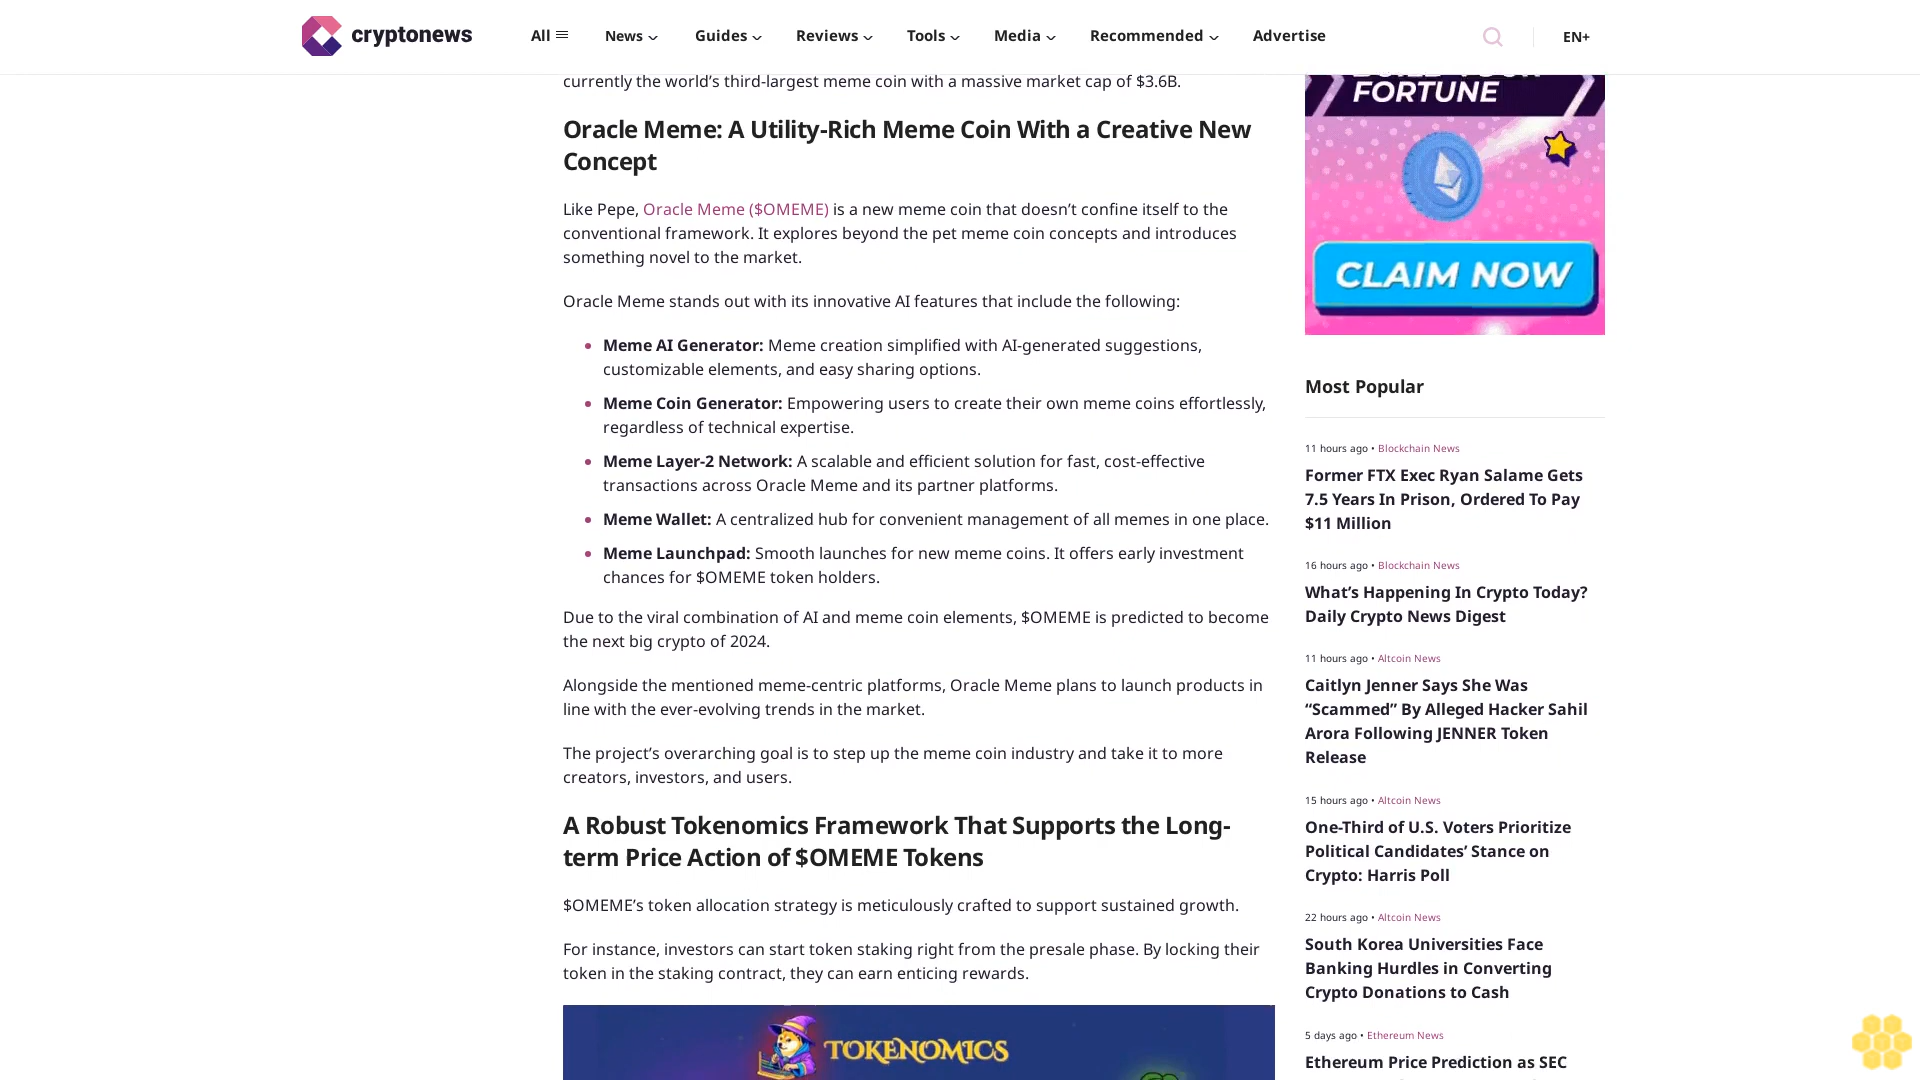 cryptonews
All
News
Guides
Reviews
Tools
Media
Recommended
Advertise
EN+
currently the world’s third-largest meme coin with a massive market cap of $3.6B.
Oracle Meme: A Utility-Rich Meme Coin With a Creative New
Concept
Like Pepe, Oracle Meme ($OMEME) is a new meme coin that doesn’t confine itself to the
conventional framework. It explores beyond the pet meme coin concepts and introduces
something novel to the market.
Oracle Meme stands out with its innovative AI features that include the following:
Meme AI Generator: Meme creation simplified with AI-generated suggestions,
customizable elements, and easy sharing options.
Meme Coin Generator: Empowering users to create their own meme coins effortlessly,
regardless of technical expertise.
Meme Layer-2 Network: A scalable and efficient solution for fast, cost-effective
transactions across Oracle Meme and its partner platforms.
Meme Wallet: A centralized hub for convenient management of all memes in one place.
Meme Launchpad: Smooth launches for new meme coins. It offers early investment
chances for $OMEME token holders.
Due to the viral combination of AI and meme coin elements, $OMEME is predicted to become
the next big crypto of 2024.
Alongside the mentioned meme-centric platforms, Oracle Meme plans to launch products in
line with the ever-evolving trends in the market.
The project’s overarching goal is to step up the meme coin industry and take it to more
creators, investors, and users.
A Robust Tokenomics Framework That Supports the Long-
term Price Action of $OMEME Tokens
$OMEME’s token allocation strategy is meticulously crafted to support sustained growth.
For instance, investors can start token staking right from the presale phase. By locking their
token in the staking contract, they can earn enticing rewards.
TOKENOMICS
FORTUNE
CLAIM NOW
Most Popular
11 hours ago • Blockchain News
Former FTX Exec Ryan Salame Gets
7.5 Years In Prison, Ordered To Pay
$11 Million
16 hours ago • Blockchain News
What’s Happening In Crypto Today?
Daily Crypto News Digest
11 hours ago • Altcoin News
Caitlyn Jenner Says She Was
“Scammed” By Alleged Hacker Sahil
Arora Following JENNER Token
Release
15 hours ago • Altcoin News
One-Third of U.S. Voters Prioritize
Political Candidates’ Stance on
Crypto: Harris Poll
22 hours ago • Altcoin News
South Korea Universities Face
Banking Hurdles in Converting
Crypto Donations to Cash
5 days ago • Ethereum News
Ethereum Price Prediction as SEC